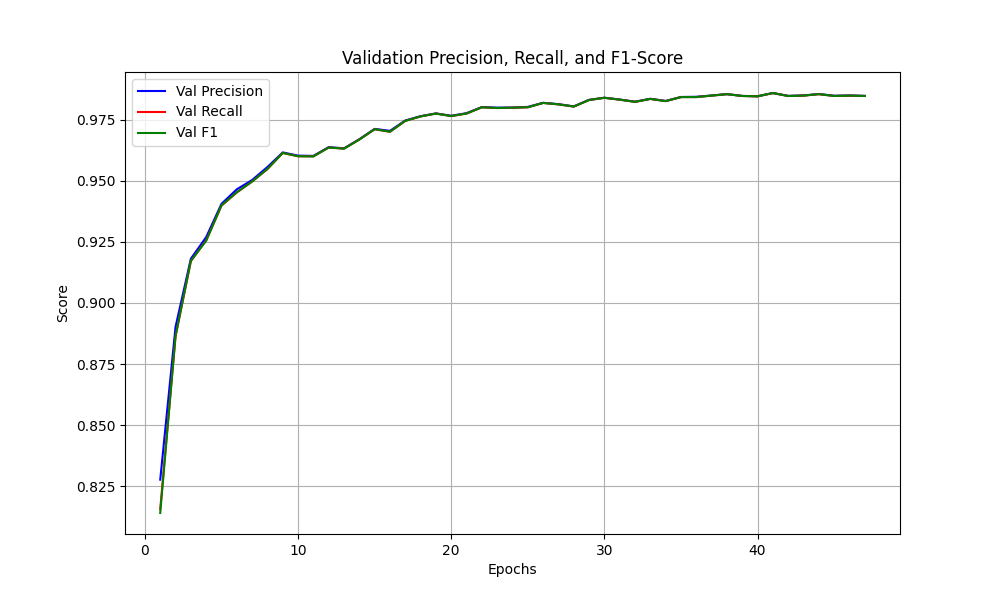 Validation Precision, Recall, and F1-Score
Val Precision
Val Recall
Val F1
0.975
0.950
0.925
0.900
0.875
0.850
0.825
Score
0 10 20 30 40
Epochs